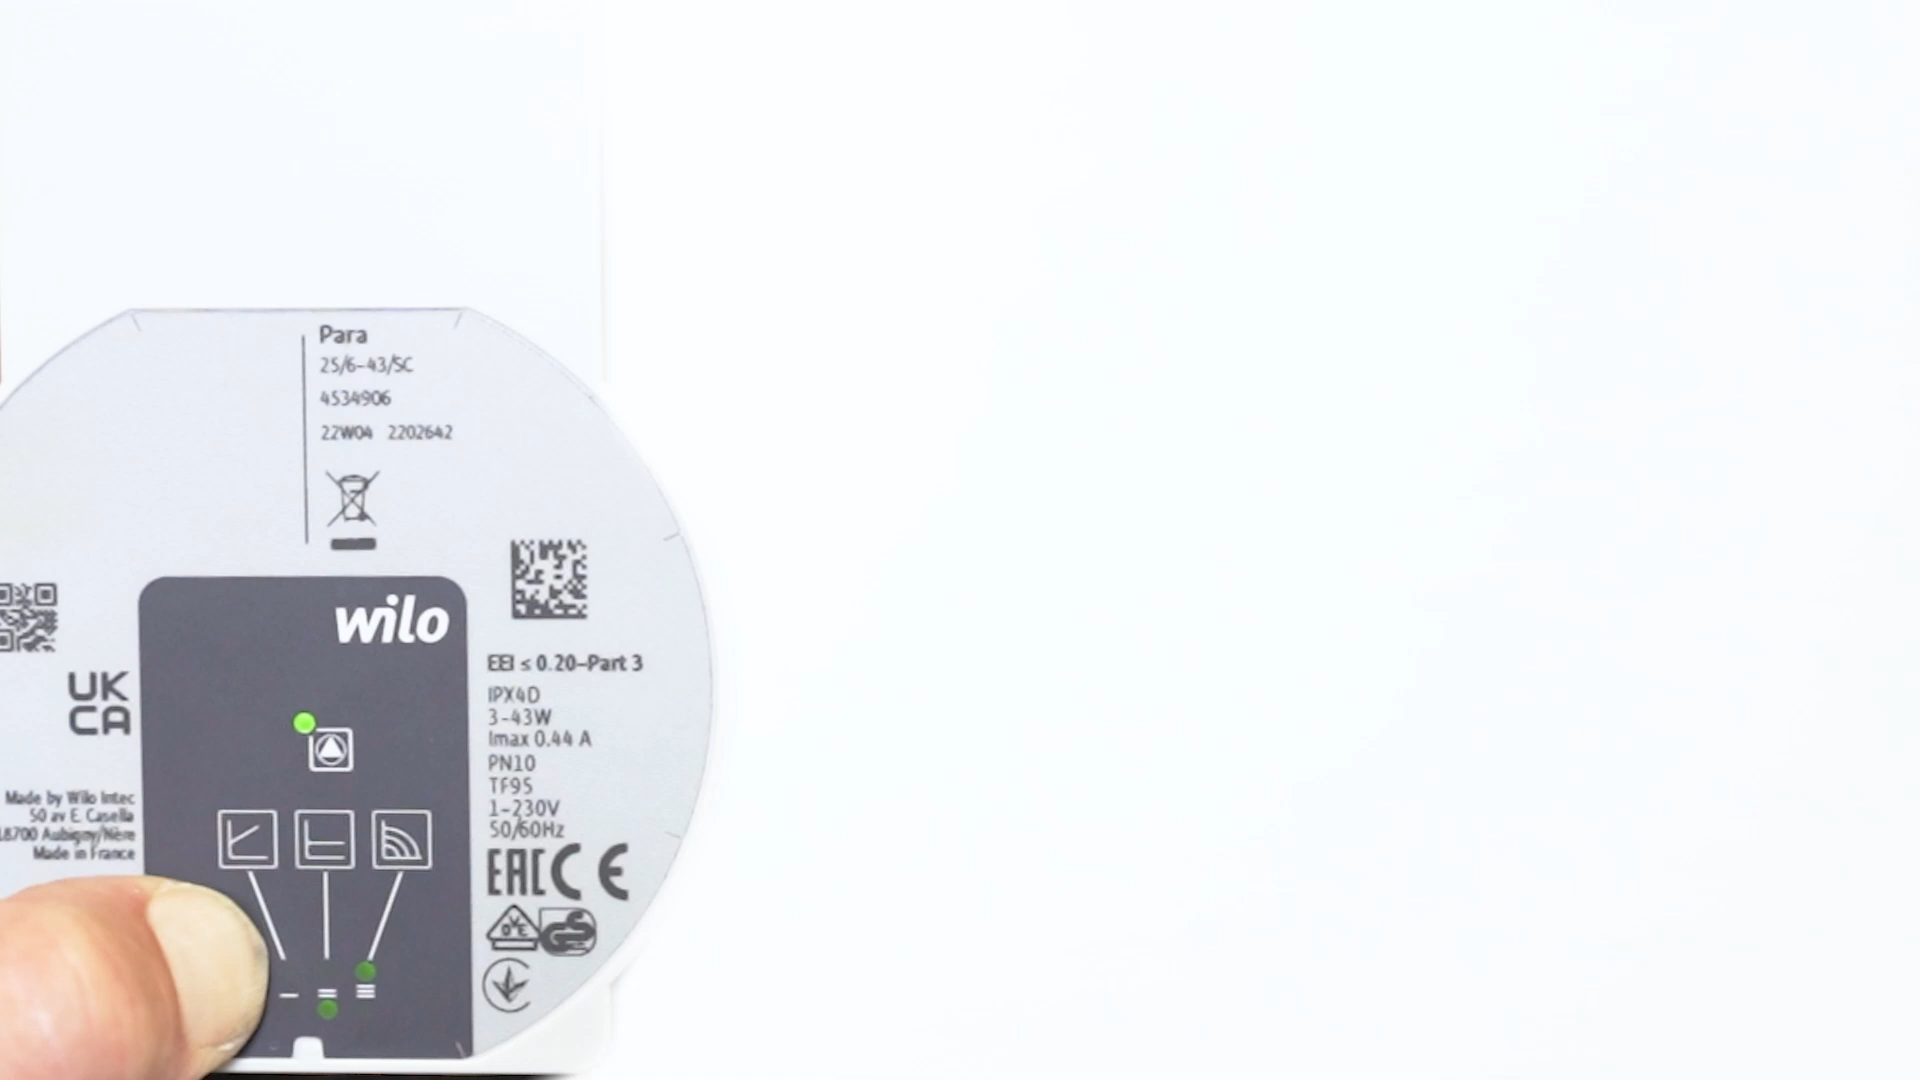 Para
25/6-43/SC
4534906
22W04 2202642
wilo
EEI ≤ 0.20-Part 3
IPX4D
3-43W
Imax 0.44 A
PN10
TF95
1~230V
50/60Hz
EAC CE
UK
CA
Made by Wilo Intec
50 av E. Casella
18700 Aubigny/Nère
Made in France